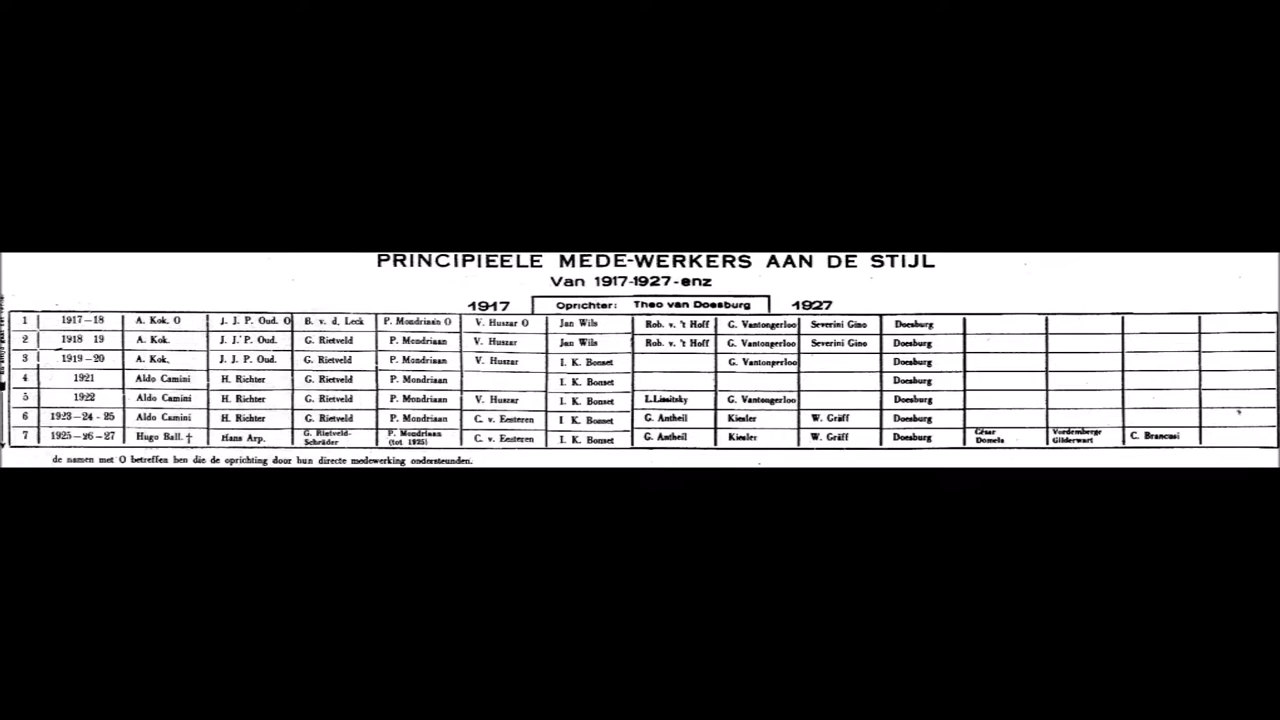 PRINCIPIEELE MEDE-WERKERS AAN DE STIJL
Van 1917-1927-enz
1917 Oprichter: Theo van Doesburg 1927
1 1917-18 A. Kok. O J. J. P. Oud. O B. v. d. Leck P. Mondriaan O V. Huszar O Jan Wils Rob. v. 't Hoff G. Vantongerloo Severini Gino Doesburg
2 1918 19 A. Kok. J. J. P. Oud. G. Rietveld P. Mondriaan V. Huszar Jan Wils Rob. v. 't Hoff G. Vantongerloo Severini Gino Doesburg
3 1919-20 A. Kok. J. J. P. Oud. G. Rietveld P. Mondriaan V. Huszar I. K. Bonset G. Vantongerloo Doesburg
4 1921 Aldo Camini H. Richter G. Rietveld P. Mondriaan I. K. Bonset Doesburg
5 1922 Aldo Camini H. Richter G. Rietveld P. Mondriaan V. Huszar I. K. Bonset L.Lissitsky G. Vantongerloo Doesburg
6 1923-24-25 Aldo Camini H. Richter G. Rietveld P. Mondriaan C. v. Eesteren I K. Bonset G. Antheil Kiesler W. Gräff Doesburg
7 1925-26-27 Hugo Ball. † Hans Arp. G. Rietveld-Schräder P. Mondriaan (tot 1925) C. v. Eesteren I. K. Bonset G. Antheil Kiesler W. Gräff Doesburg César Domela Vordemberge Gilderwart C. Brancusi
de namen met O betreffen hen die de oprichting door hun directe medewerking ondersteunden.